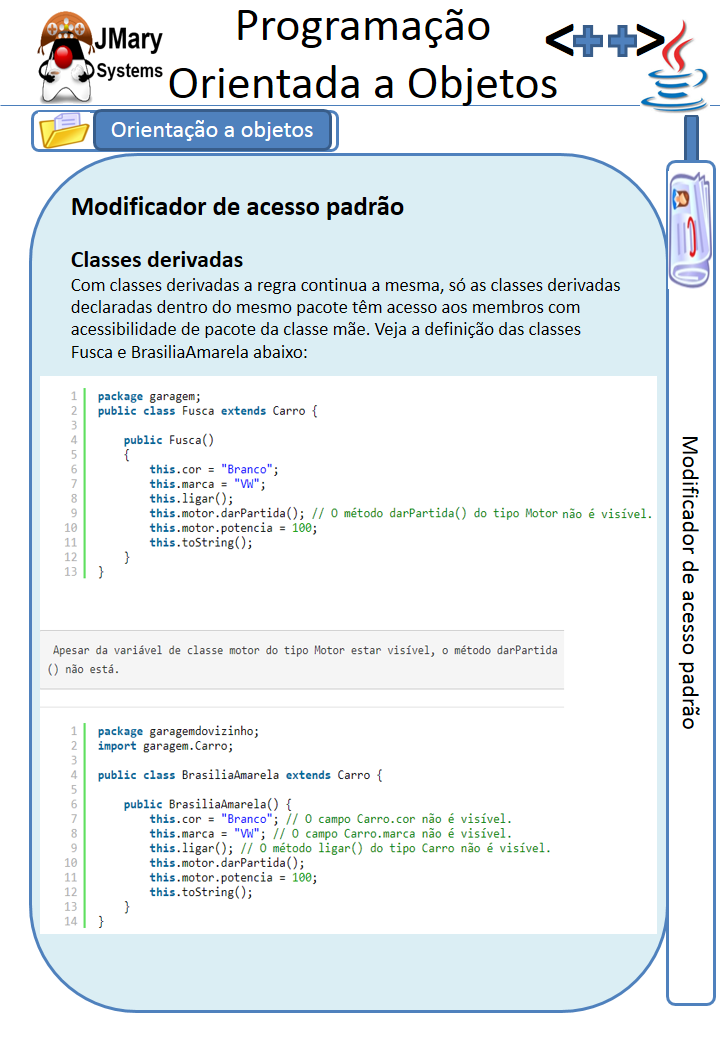 JMary
Systems
Programação
Orientada a Objetos
<++>
Orientação a objetos
Modificador de acesso padrão
Classes derivadas
Com classes derivadas a regra continua a mesma, só as classes derivadas
declaradas dentro do mesmo pacote têm acesso aos membros com
acessibilidade de pacote da classe mãe. Veja a definição das classes
Fusca e BrasiliaAmarela abaixo:
1 package garagem;
2 public class Fusca extends Carro {
3
4 public Fusca()
5 {
6 this.cor = "Branco";
7 this.marca = "VW";
8 this.ligar();
9 this.motor.darPartida(); // O método darPartida() do tipo Motor não é visível.
10 this.motor.potencia = 100;
11 this.toString();
12 }
13 }
Apesar da variável de classe motor do tipo Motor estar visível, o método darPartida
() não está.
1 package garagemdovizinho;
2 import garagem.Carro;
3
4 public class BrasiliaAmarela extends Carro {
5
6 public BrasiliaAmarela() {
7 this.cor = "Branco"; // O campo Carro.cor não é visível.
8 this.marca = "VW"; // O campo Carro.marca não é visível.
9 this.ligar(); // O método ligar() do tipo Carro não é visível.
10 this.motor.darPartida();
11 this.motor.potencia = 100;
12 this.toString();
13 }
14 }
Modificador de acesso padrão